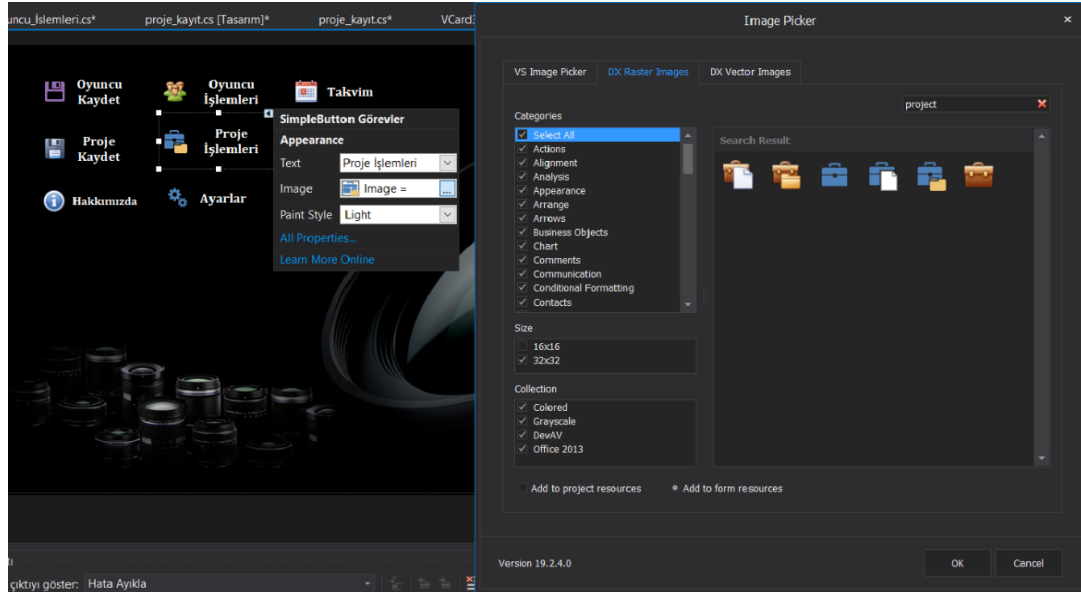 uncu_İşlemleri.cs*
proje_kayıt.cs [Tasarım]*
proje_kayıt.cs*
VCard
Oyuncu
Kaydet
Oyuncu
İşlemleri
Takvim
Proje
Kaydet
Proje
İşlemleri
Hakkımızda
Ayarlar
SimpleButton Görevler
Appearance
Text
Proje İşlemleri
Image
Image =
...
Paint Style
Light
All Properties...
Learn More Online
çıktıyı göster:
Hata Ayıkla
Image Picker
VS Image Picker
DX Raster Images
DX Vector Images
project
Categories
Select All
Actions
Alignment
Analysis
Appearance
Arrange
Arrows
Business Objects
Chart
Comments
Communication
Conditional Formatting
Contacts
Search Result
Size
16x16
32x32
Collection
Colored
Grayscale
DevAV
Office 2013
Add to project resources
Add to form resources
Version 19.2.4.0
OK
Cancel